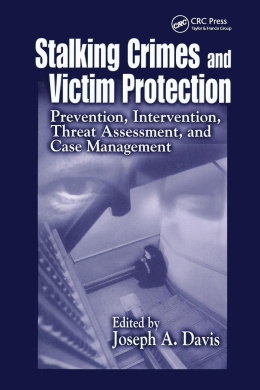 CRC Press
Taylor & Francis Group
Stalking Crimes and
Victim Protection
Prevention, Intervention,
Threat Assessment, and
Case Management
Edited by
Joseph A. Davis